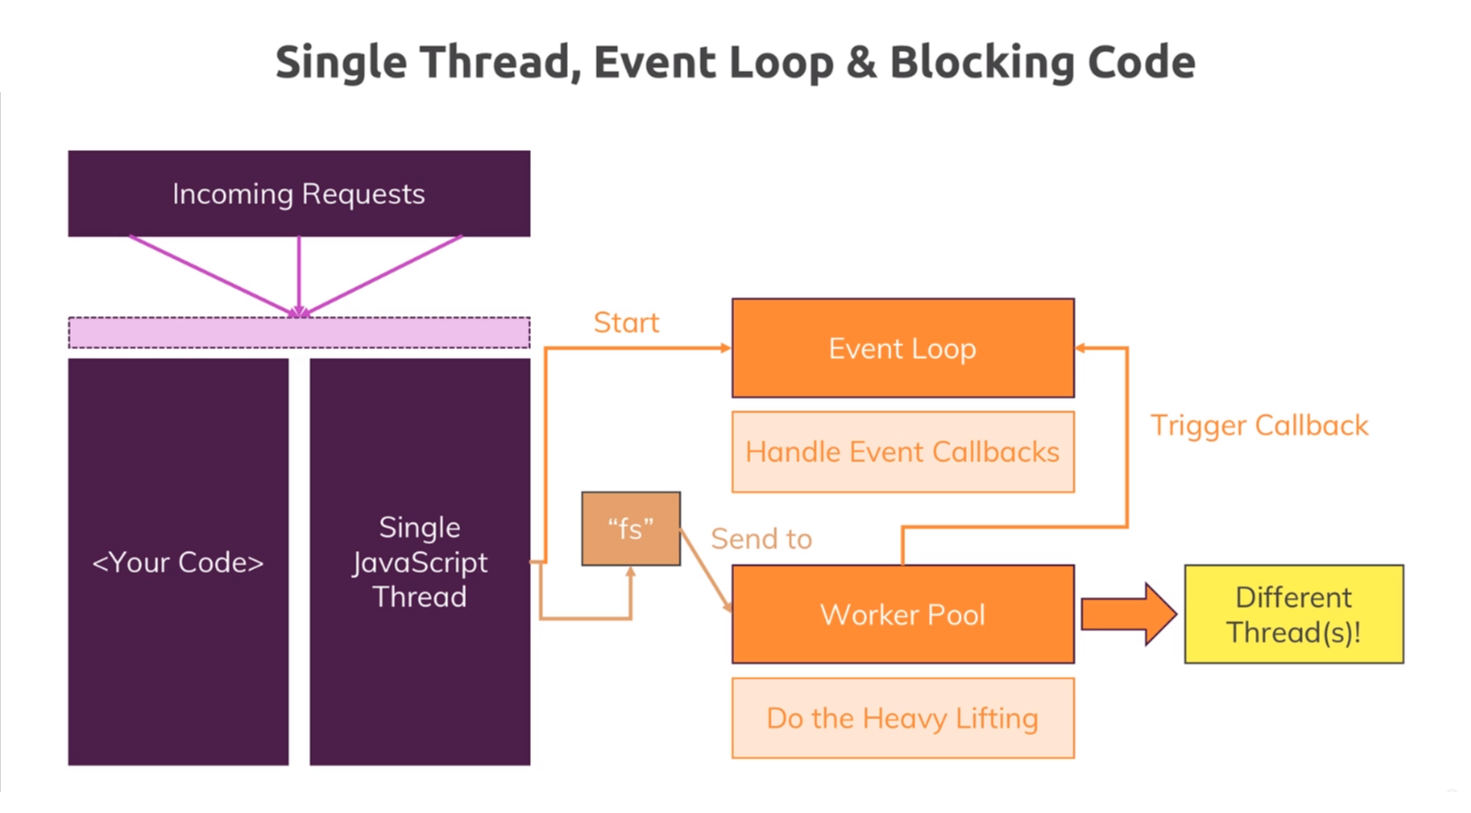 Single Thread, Event Loop & Blocking Code
Incoming Requests
<Your Code>
Single
JavaScript
Thread
Start
Event Loop
Handle Event Callbacks
Trigger Callback
“fs”
Send to
Worker Pool
Do the Heavy Lifting
Different
Thread(s)!